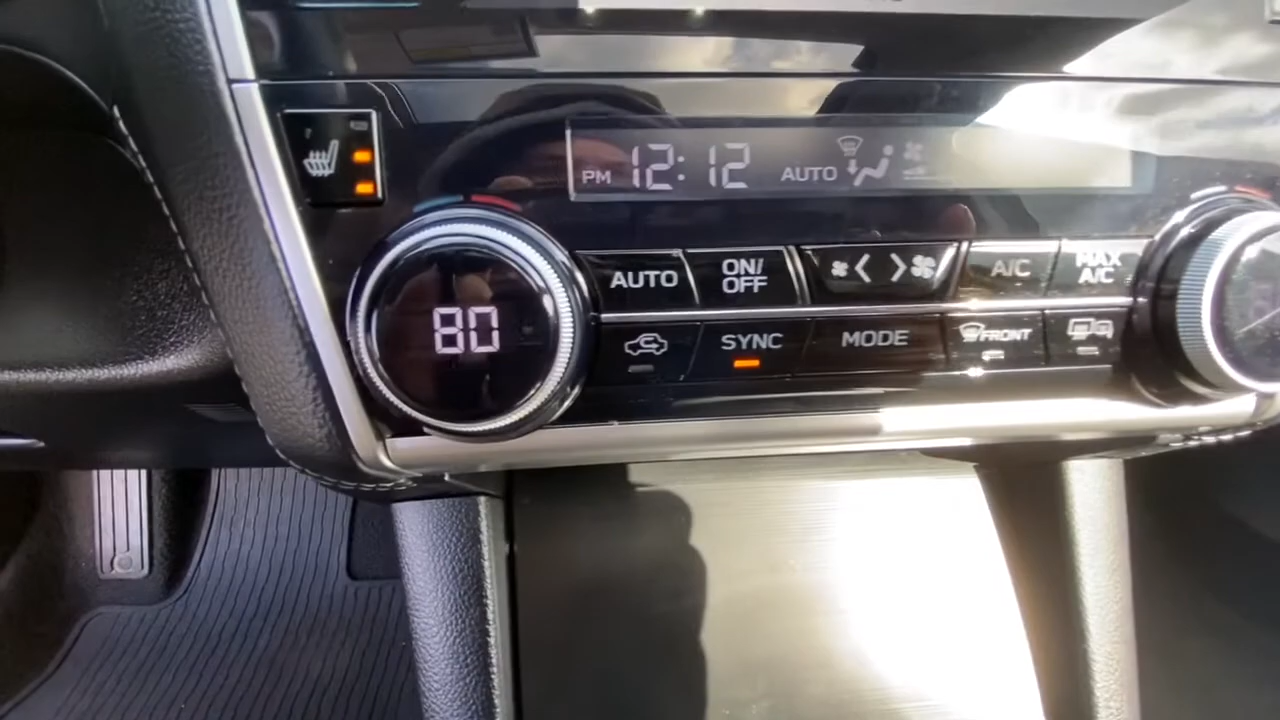 PM 12:12 AUTO
AUTO
ON/
OFF
A/C
MAX
A/C
80
SYNC
MODE
FRONT